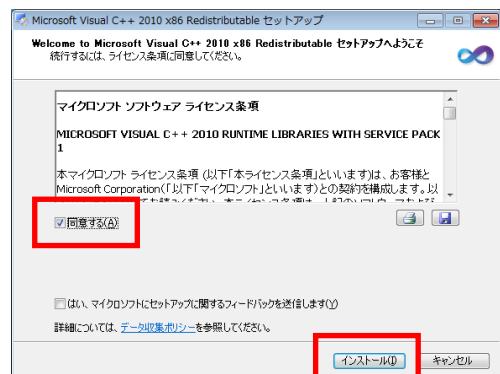 Microsoft Visual C++ 2010 x86 Redistributable セットアップ
Welcome to Microsoft Visual C++ 2010 x86 Redistributable セットアップへようこそ
続行するには、ライセンス条項に同意してください。
マイクロソフト ソフトウェア ライセンス条項
MICROSOFT VISUAL C++ 2010 RUNTIME LIBRARIES WITH SERVICE PACK
1
本マイクロソフト ライセンス条項 (以下「本ライセンス条項」といいます)は、お客様と
Microsoft Corporation(「以下「マイクロソフト」といいます)との契約を構成します。以
同意する(A)
はい、マイクロソフトにセットアップに関するフィードバックを送信します(Y)
詳細については、データ収集ポリシーを参照してください。
インストール(I)
キャンセル